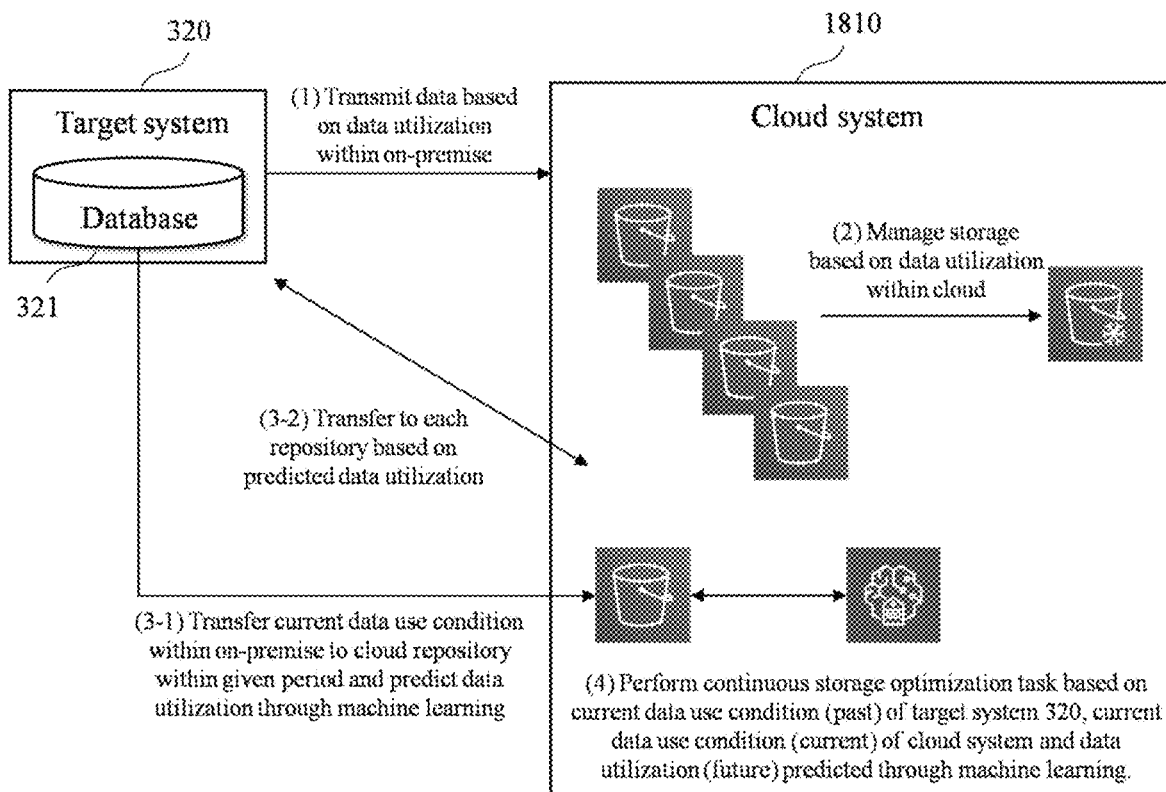 320
1810
Target system
Database
321
(1) Transmit data based
on data utilization
within on-premise
Cloud system
(2) Manage storage
based on data utilization
within cloud
(3-2) Transfer to each
repository based on
predicted data utilization
(3-1) Transfer current data use condition
within on-premise to cloud repository
within given period and predict data
utilization through machine learning
(4) Perform continuous storage optimization task based on
current data use condition (past) of target system 320, current
data use condition (current) of cloud system and data
utilization (future) predicted through machine learning.